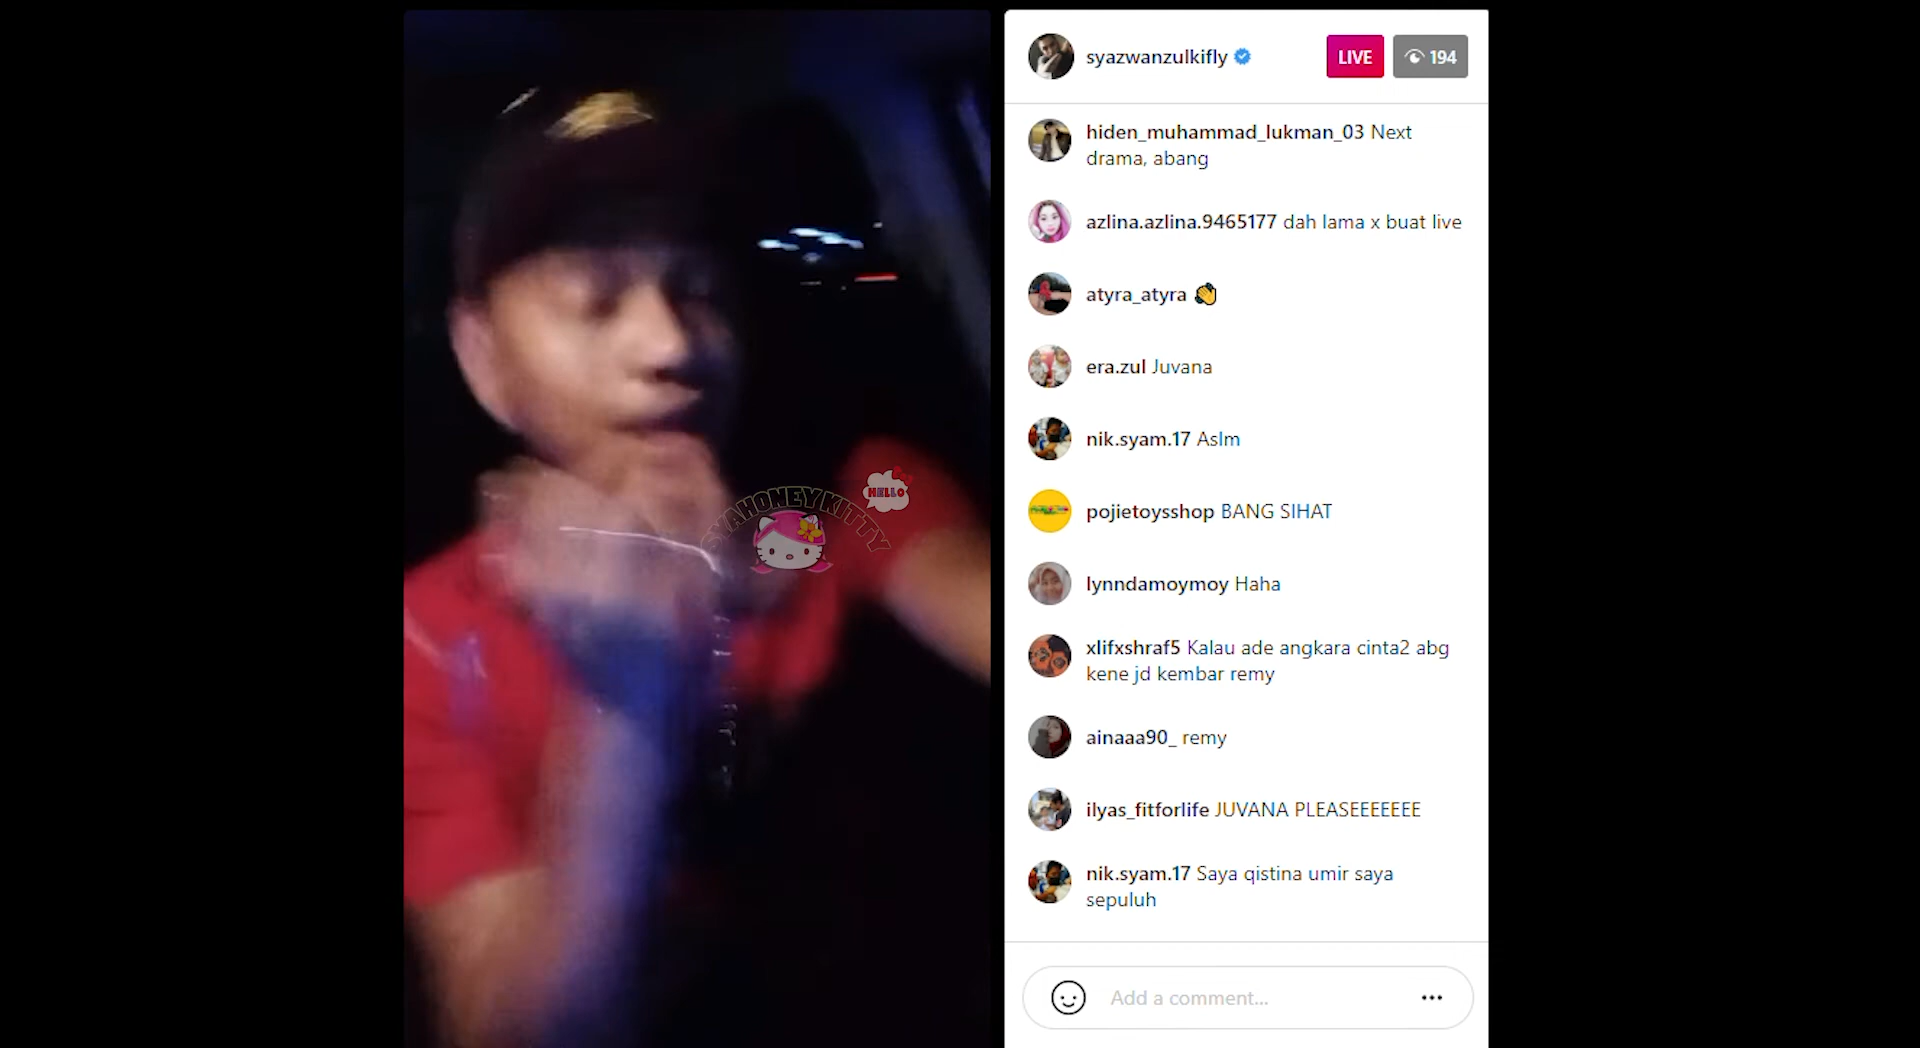 syazwanzulkifly
LIVE
194
hiden_muhammad_lukman_03 Next
drama, abang
azlina.azlina.9465177 dah lama x buat live
atyra_atyra 👏
era.zul Juvana
nik.syam.17 Aslm
HELLO
SYAHONEYKITTY
pojietoysshop BANG SIHAT
lynndamoymoy Haha
xlifxshraf5 Kalau ade angkara cinta2 abg
kene jd kembar remy
ainaaa90_ remy
ilyas_fitforlife JUVANA PLEASEEEEEEE
nik.syam.17 Saya qistina umir saya
sepuluh
Add a comment...